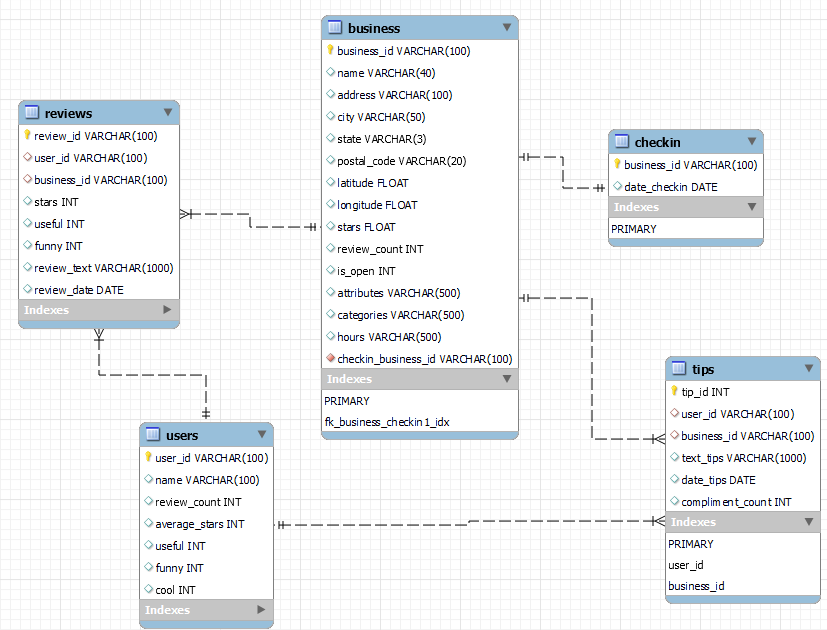 business
business_id VARCHAR(100)
name VARCHAR(40)
address VARCHAR(100)
city VARCHAR(50)
state VARCHAR(3)
postal_code VARCHAR(20)
latitude FLOAT
longitude FLOAT
stars FLOAT
review_count INT
is_open INT
attributes VARCHAR(500)
categories VARCHAR(500)
hours VARCHAR(500)
checkin_business_id VARCHAR(100)
Indexes
PRIMARY
fk_business_checkin1_idx
reviews
review_id VARCHAR(100)
user_id VARCHAR(100)
business_id VARCHAR(100)
stars INT
useful INT
funny INT
review_text VARCHAR(1000)
review_date DATE
Indexes
checkin
business_id VARCHAR(100)
date_checkin DATE
Indexes
PRIMARY
users
user_id VARCHAR(100)
name VARCHAR(100)
review_count INT
average_stars INT
useful INT
funny INT
cool INT
Indexes
tips
tip_id INT
user_id VARCHAR(100)
business_id VARCHAR(100)
text_tips VARCHAR(1000)
date_tips DATE
compliment_count INT
Indexes
PRIMARY
user_id
business_id